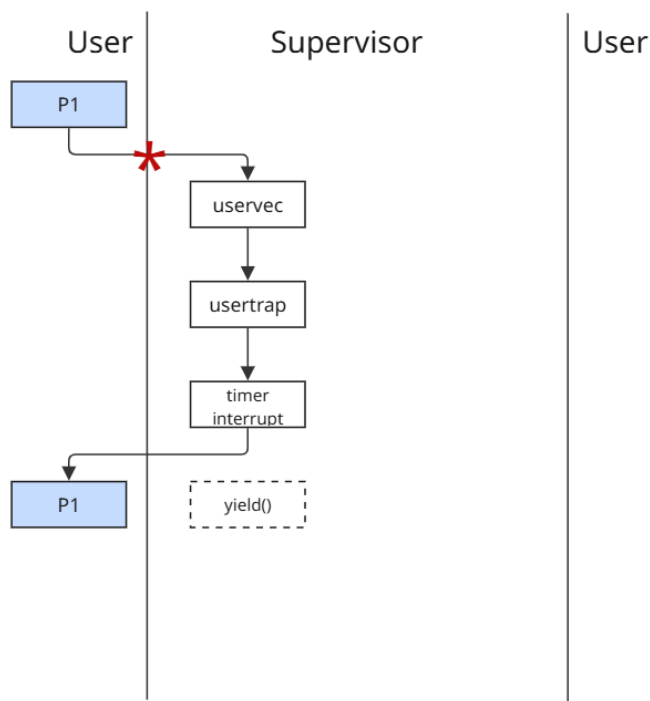 User Supervisor User
P1
*
uservec
usertrap
timer
interrupt
P1 yield()